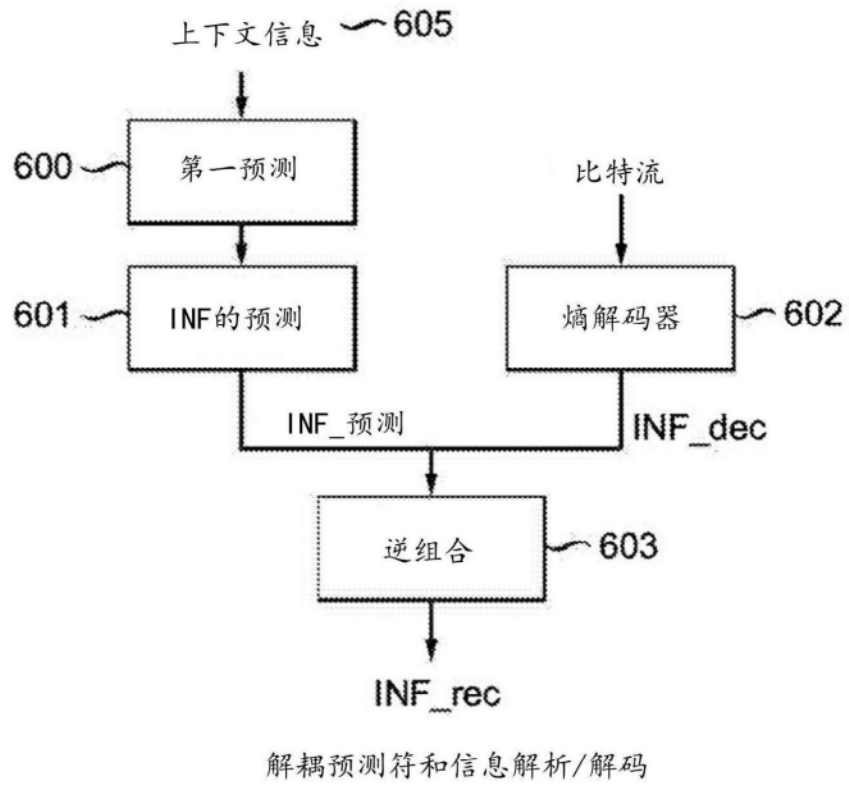 上下文信息 605
600 第一预测
比特流
601 INF的预测
熵解码器 602
INF_预测
INF_dec
逆组合 603
INF_rec
解耦预测符和信息解析/解码